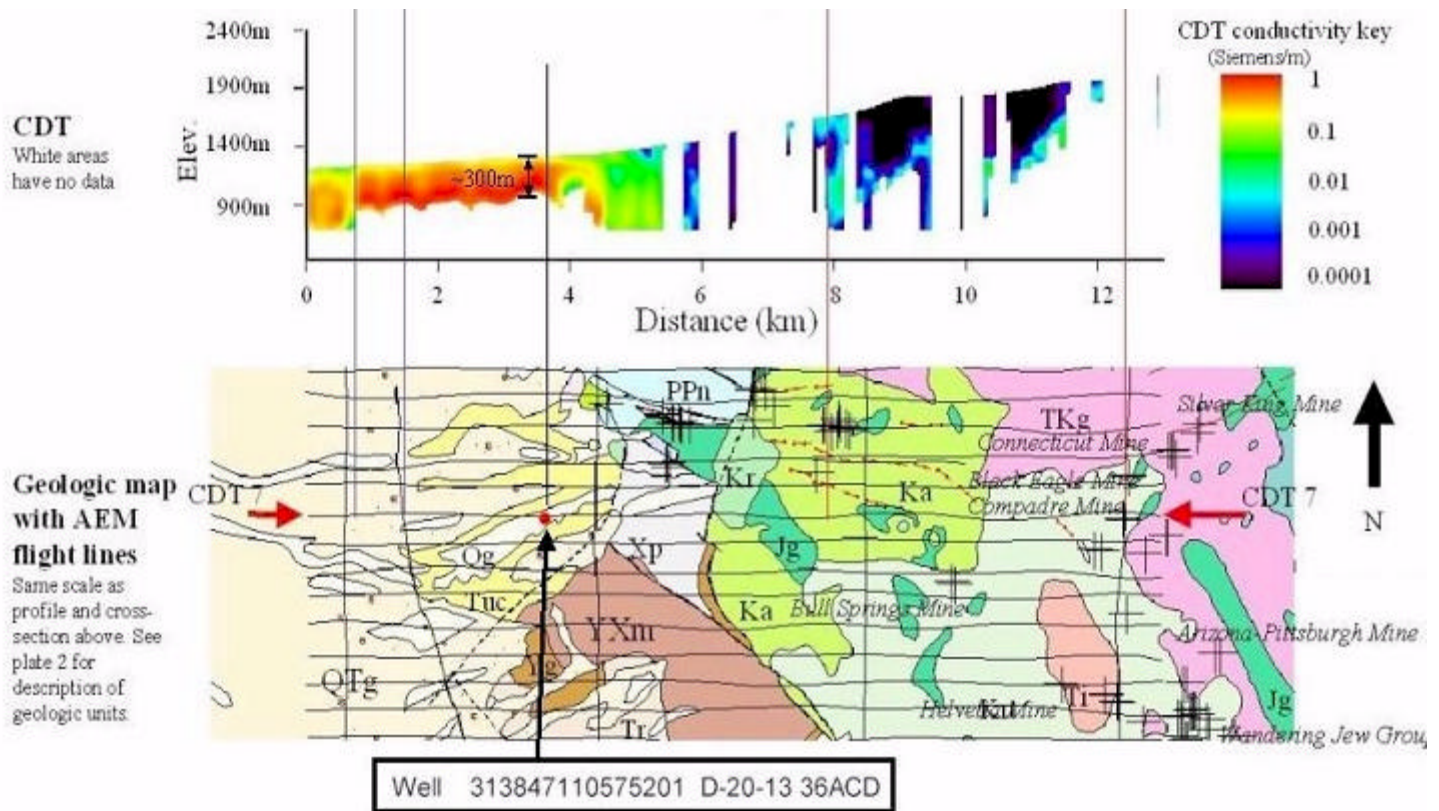 2400m
1900m
1400m
900m
Elev.
CDT
White areas
have no data
~300m
CDT conductivity key
(Siemens/m)
1
0.1
0.01
0.001
0.0001
0
2
4
6
8
10
12
Distance (km)
Geologic map
with AEM
flight lines
Same scale as
profile and cross-
section above. See
plate 2 for
description of
geologic units.
CDT 7
PPn
TKg
Silver King Mine
Connecticut Mine
Kr
Ka
Black Eagle Mine
Compadre Mine
CDT 7
N
Qg
Xp
Jg
Tuc
Ka
Bull Springs Mine
YXm
Arizona-Pittsburgh Mine
QTg
Tr
Helvetia Mine
Ti
Jg
Wandering Jew Grou
Well 313847110575201 D-20-13 36ACD